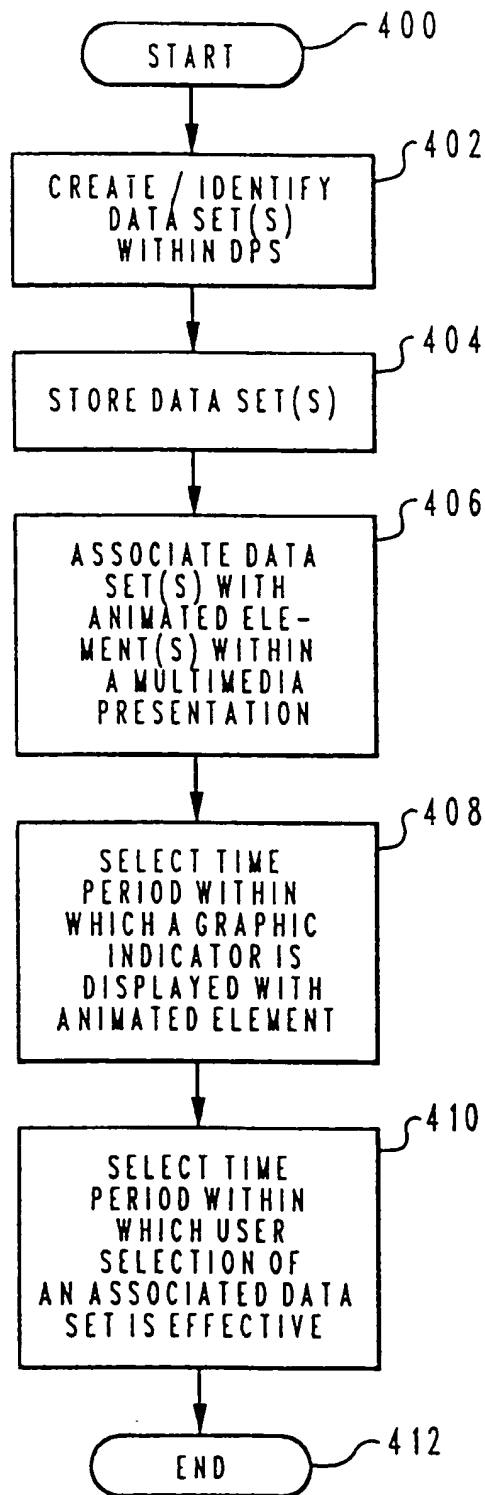 400
START
402
CREATE / IDENTIFY
DATA SET(S)
WITHIN DPS
404
STORE DATA SET(S)
406
ASSOCIATE DATA
SET(S) WITH
ANIMATED ELE-
MENT(S) WITHIN
A MULTIMEDIA
PRESENTATION
408
SELECT TIME
PERIOD WITHIN
WHICH A GRAPHIC
INDICATOR IS
DISPLAYED WITH
ANIMATED ELEMENT
410
SELECT TIME
PERIOD WITHIN
WHICH USER
SELECTION OF
AN ASSOCIATED DATA
SET IS EFFECTIVE
412
END